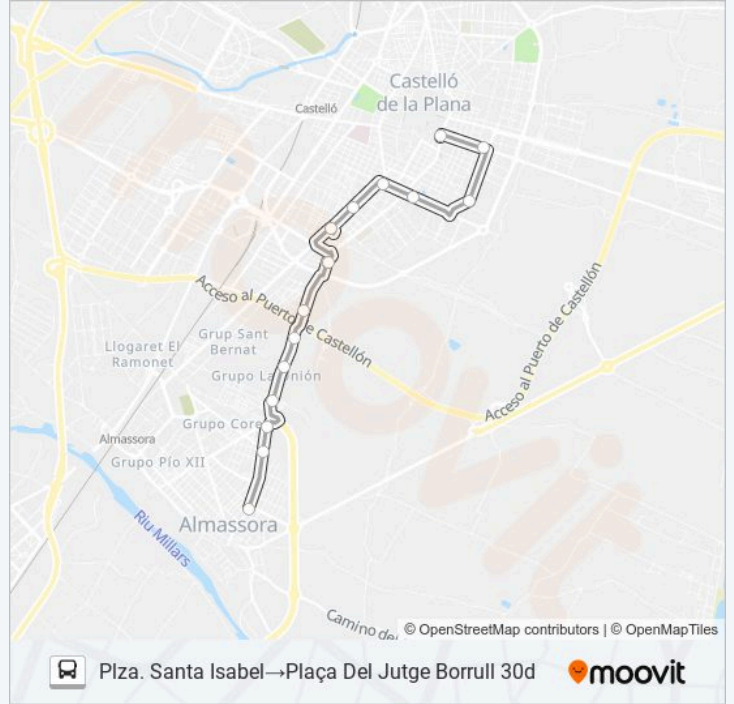 Castelló
de la Plana
Castelló
Acceso al Puerto de Castellón
Grup Sant
Bernat
Llogaret El
Ramonet
Grupo La Unión
Acceso al Puerto de Castellón
Grupo Core
Almassora
Grupo Pío XII
Almassora
Riu Millars
Camino del
© OpenStreetMap contributors | © OpenMapTiles
Plza. Santa Isabel→Plaça Del Jutge Borrull 30d
moovit
moovit